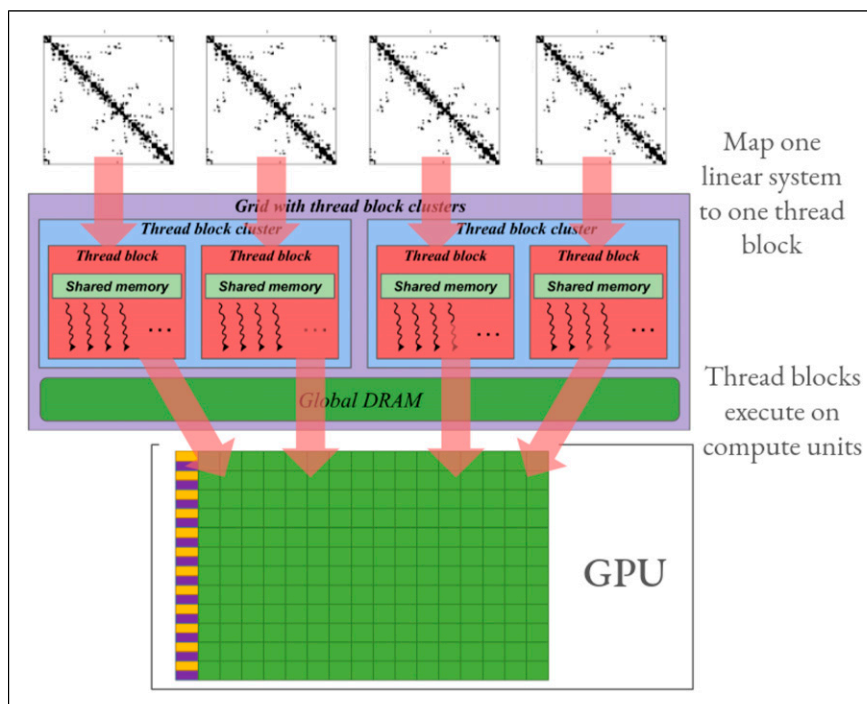 Map one
linear system
to one thread
block
Grid with thread block clusters
Thread block cluster
Thread block cluster
Thread block
Thread block
Thread block
Thread block
Shared memory
Shared memory
Shared memory
Shared memory
...
...
...
...
Global DRAM
Thread blocks
execute on
compute units
GPU